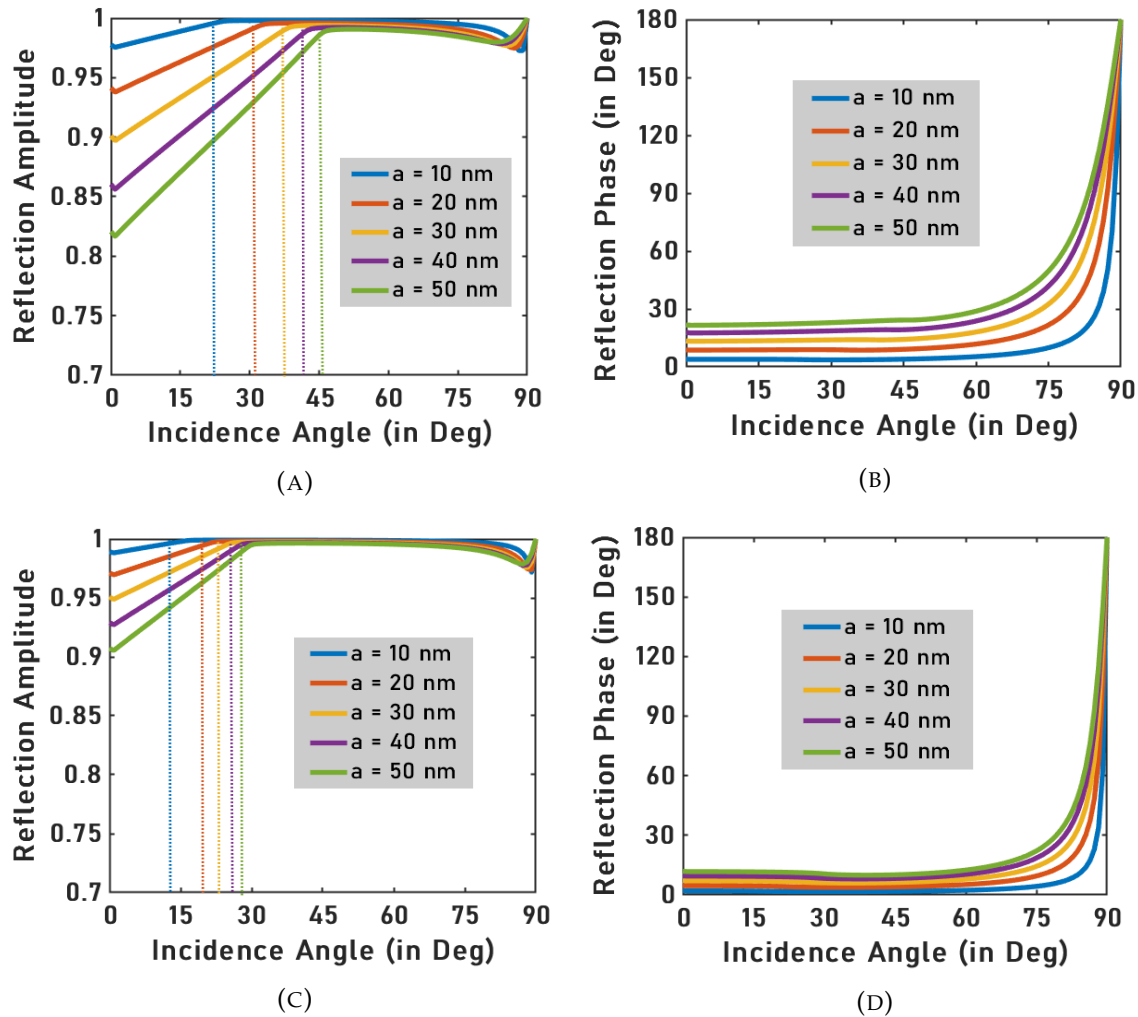 Reflection Amplitude
1
0.95
0.9
0.85
0.8
0.75
0.7
a = 10 nm
a = 20 nm
a = 30 nm
a = 40 nm
a = 50 nm
0 15 30 45 60 75 90
Incidence Angle (in Deg)
(A)
Reflection Phase (in Deg)
180
150
120
90
60
30
0
a = 10 nm
a = 20 nm
a = 30 nm
a = 40 nm
a = 50 nm
0 15 30 45 60 75 90
Incidence Angle (in Deg)
(B)
Reflection Amplitude
1
0.95
0.9
0.85
0.8
0.75
0.7
a = 10 nm
a = 20 nm
a = 30 nm
a = 40 nm
a = 50 nm
0 15 30 45 60 75 90
Incidence Angle (in Deg)
(C)
Reflection Phase (in Deg)
180
150
120
90
60
30
0
a = 10 nm
a = 20 nm
a = 30 nm
a = 40 nm
a = 50 nm
0 15 30 45 60 75 90
Incidence Angle (in Deg)
(D)